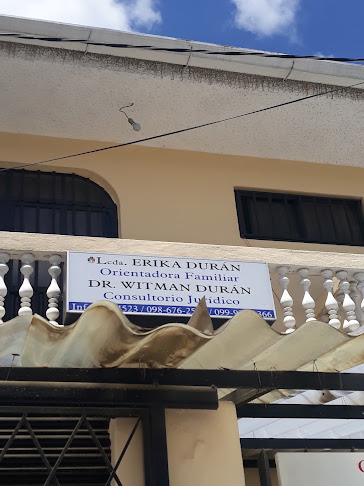 Lcda. ERIKA DURÁN
Orientadora Familiar
DR. WITMAN DURÁN
Consultorio Jurídico